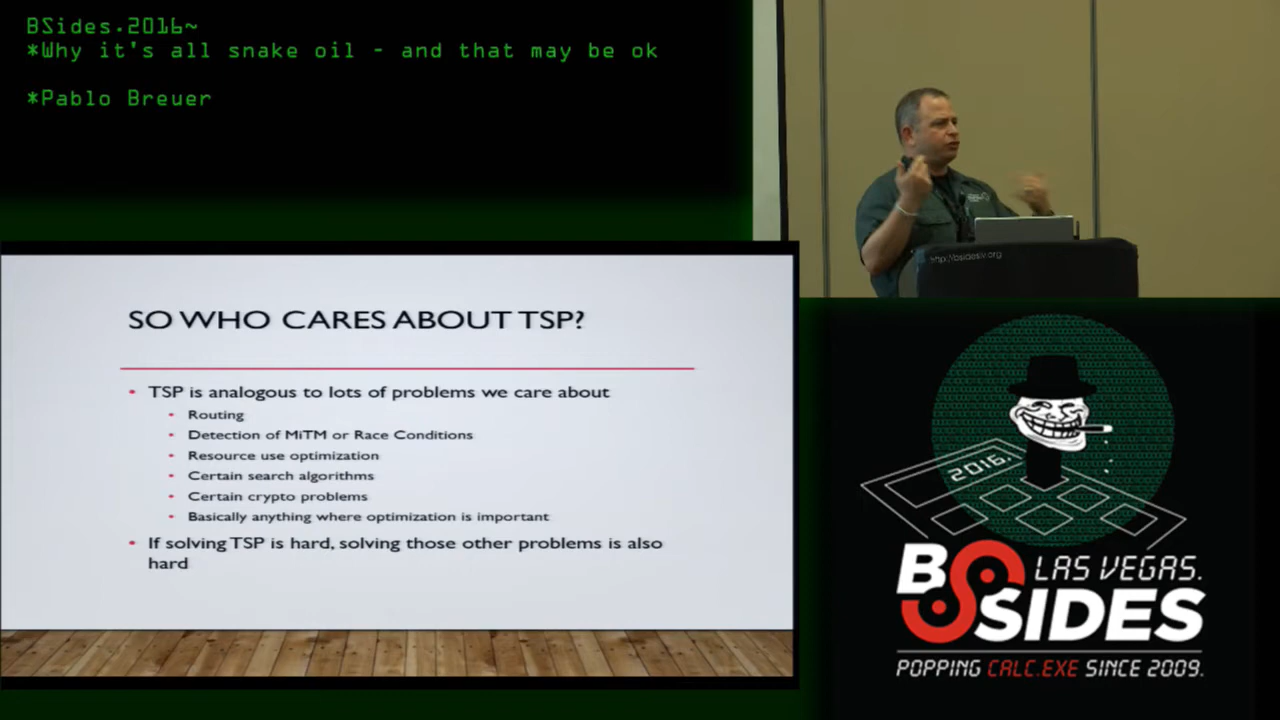 BSides.2016~
*Why it's all snake oil - and that may be ok
*Pablo Breuer
http://bsideslv.org
SO WHO CARES ABOUT TSP?
• TSP is analogous to lots of problems we care about
• Routing
• Detection of MiTM or Race Conditions
• Resource use optimization
• Certain search algorithms
• Certain crypto problems
• Basically anything where optimization is important
• If solving TSP is hard, solving those other problems is also
hard
2016.
BSIDES
LAS VEGAS.
POPPING CALC.EXE SINCE 2009.